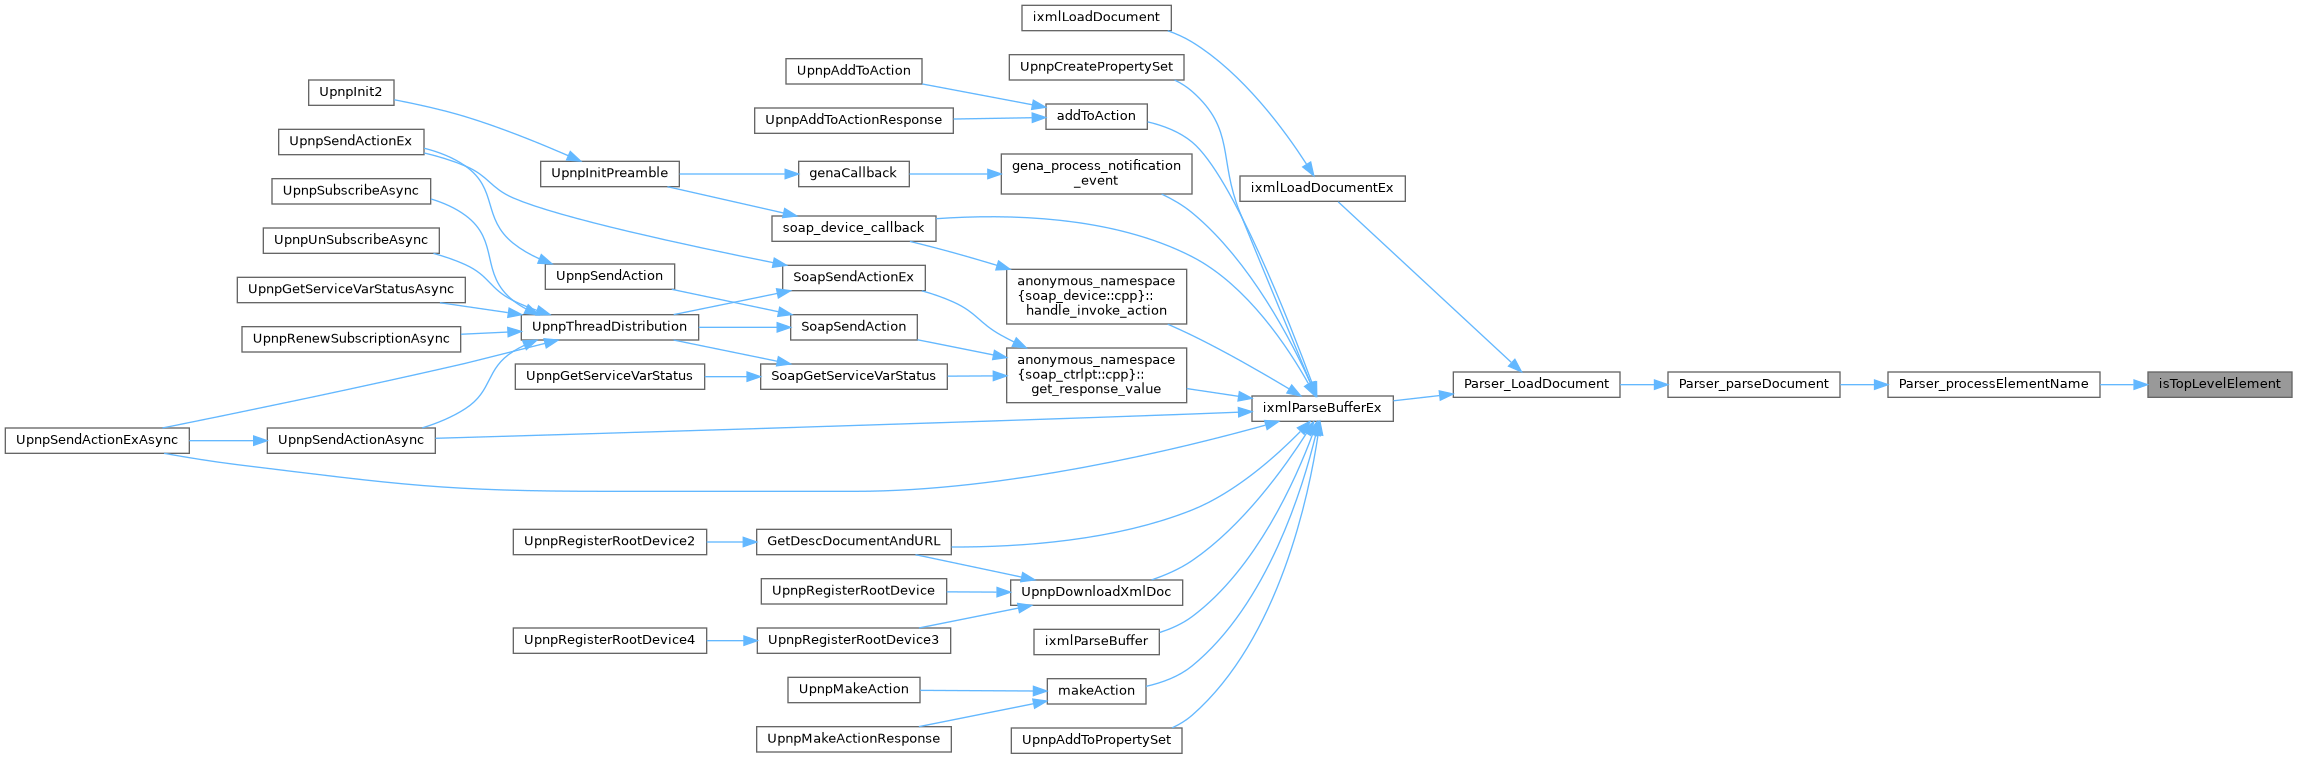 ixmlLoadDocument
UpnpCreatePropertySet
UpnpAddToAction
UpnpInit2
addToAction
UpnpAddToActionResponse
UpnpSendActionEx
gena_process_notification
_event
UpnpInitPreamble
genaCallback
ixmlLoadDocumentEx
UpnpSubscribeAsync
soap_device_callback
UpnpUnSubscribeAsync
UpnpSendAction
SoapSendActionEx
anonymous_namespace
{soap_device::cpp}::
handle_invoke_action
UpnpGetServiceVarStatusAsync
UpnpThreadDistribution
SoapSendAction
UpnpRenewSubscriptionAsync
anonymous_namespace
{soap_ctrlpt::cpp}::
get_response_value
UpnpGetServiceVarStatus
SoapGetServiceVarStatus
Parser_LoadDocument
Parser_parseDocument
Parser_processElementName
isTopLevelElement
ixmlParseBufferEx
UpnpSendActionExAsync
UpnpSendActionAsync
UpnpRegisterRootDevice2
GetDescDocumentAndURL
UpnpRegisterRootDevice
UpnpDownloadXmlDoc
UpnpRegisterRootDevice4
UpnpRegisterRootDevice3
ixmlParseBuffer
UpnpMakeAction
makeAction
UpnpMakeActionResponse
UpnpAddToPropertySet